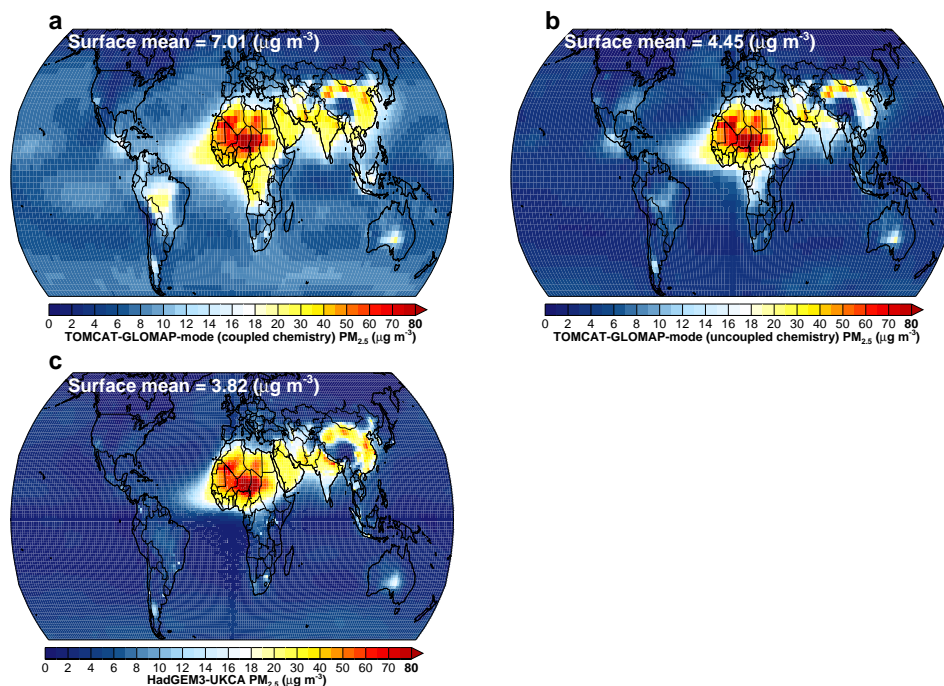 a
Surface mean = 7.01 (μg m⁻³)
0 2 4 6 8 10 12 14 16 18 20 30 40 50 60 70 80
TOMCAT-GLOMAP-mode (coupled chemistry) PM₂.₅ (μg m⁻³)
b
Surface mean = 4.45 (μg m⁻³)
0 2 4 6 8 10 12 14 16 18 20 30 40 50 60 70 80
TOMCAT-GLOMAP-mode (uncoupled chemistry) PM₂.₅ (μg m⁻³)
c
Surface mean = 3.82 (μg m⁻³)
0 2 4 6 8 10 12 14 16 18 20 30 40 50 60 70 80
HadGEM3-UKCA PM₂.₅ (μg m⁻³)